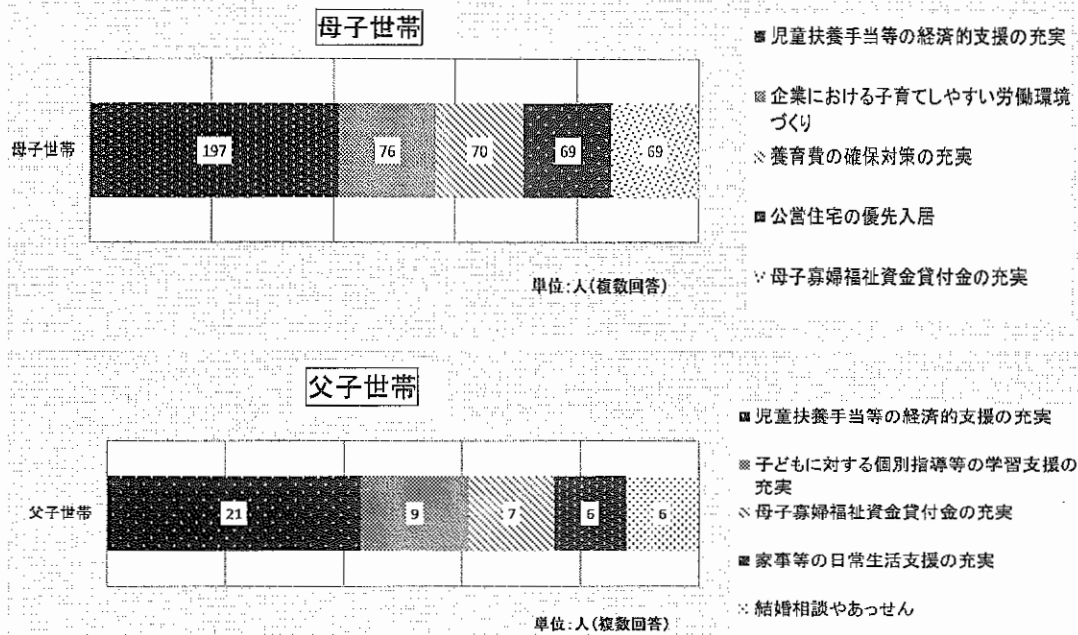 母子世帯
母子世帯
197
76
70
69
69
単位:人(複数回答)
児童扶養手当等の経済的支援の充実
企業における子育てしやすい労働環境
づくり
養育費の確保対策の充実
公営住宅の優先入居
母子寡婦福祉資金貸付金の充実
父子世帯
父子世帯
21
9
7
6
6
単位:人(複数回答)
児童扶養手当等の経済的支援の充実
子どもに対する個別指導等の学習支援の
充実
母子寡婦福祉資金貸付金の充実
家事等の日常生活支援の充実
結婚相談やあっせん